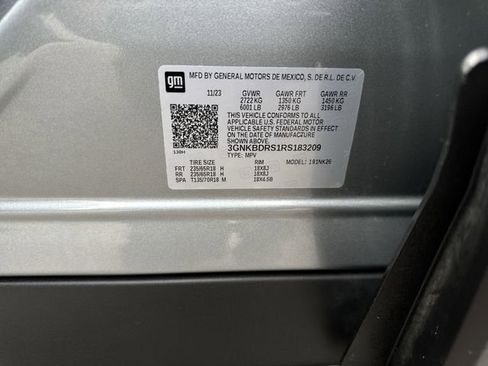 gm
MFD BY GENERAL MOTORS DE MEXICO, S. DE R.L. DE C.V.
11/23 GVWR GAWR FRT GAWR RR
2722 KG 1350 KG 1450 KG
6001 LB 2976 LB 3196 LB
THIS VEHICLE CONFORMS TO ALL
APPLICABLE U.S. FEDERAL MOTOR
VEHICLE SAFETY STANDARDS IN
EFFECT ON THE DATE OF MANUFACTURE
SHOWN ABOVE.
3GNKBDRS1RS183209
TYPE: MPV MODEL: 1R1NK26
TIRE SIZE RIM
FRT 235/65R18 H 18X8J
RR 235/65R18 H 18X8J
SPA T135/70R18 M 18X4.5B